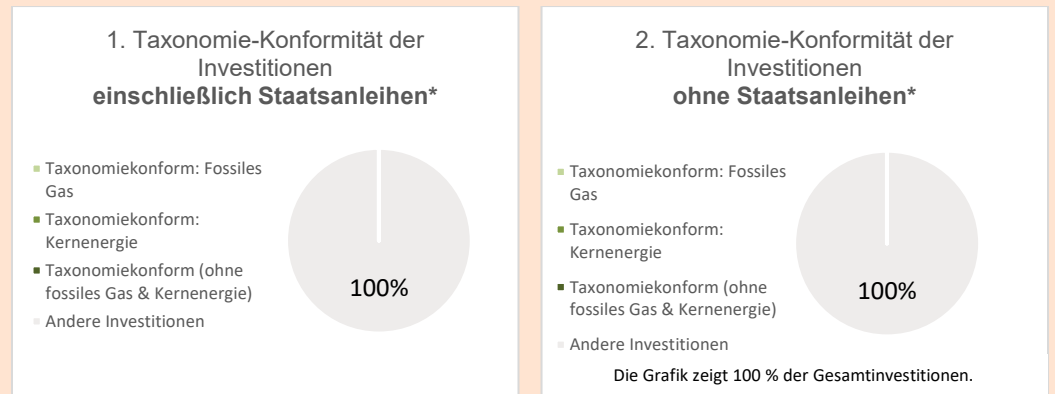 1. Taxonomie-Konformität der
Investitionen
einschließlich Staatsanleihen*
Taxonomiekonform: Fossiles
Gas
Taxonomiekonform:
Kernenergie
Taxonomiekonform (ohne
fossiles Gas & Kernenergie)
Andere Investitionen
100%
2. Taxonomie-Konformität der
Investitionen
ohne Staatsanleihen*
Taxonomiekonform: Fossiles
Gas
Taxonomiekonform:
Kernenergie
Taxonomiekonform (ohne
fossiles Gas & Kernenergie)
Andere Investitionen
100%
Die Grafik zeigt 100 % der Gesamtinvestitionen.